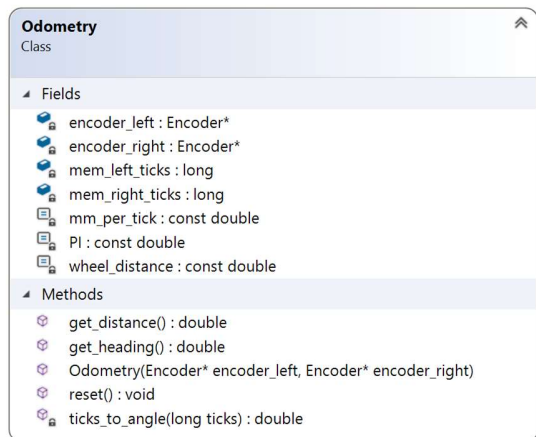 Odometry
Class
Fields
encoder_left : Encoder*
encoder_right : Encoder*
mem_left_ticks : long
mem_right_ticks : long
mm_per_tick : const double
PI : const double
wheel_distance : const double
Methods
get_distance() : double
get_heading() : double
Odometry(Encoder* encoder_left, Encoder* encoder_right)
reset() : void
ticks_to_angle(long ticks) : double